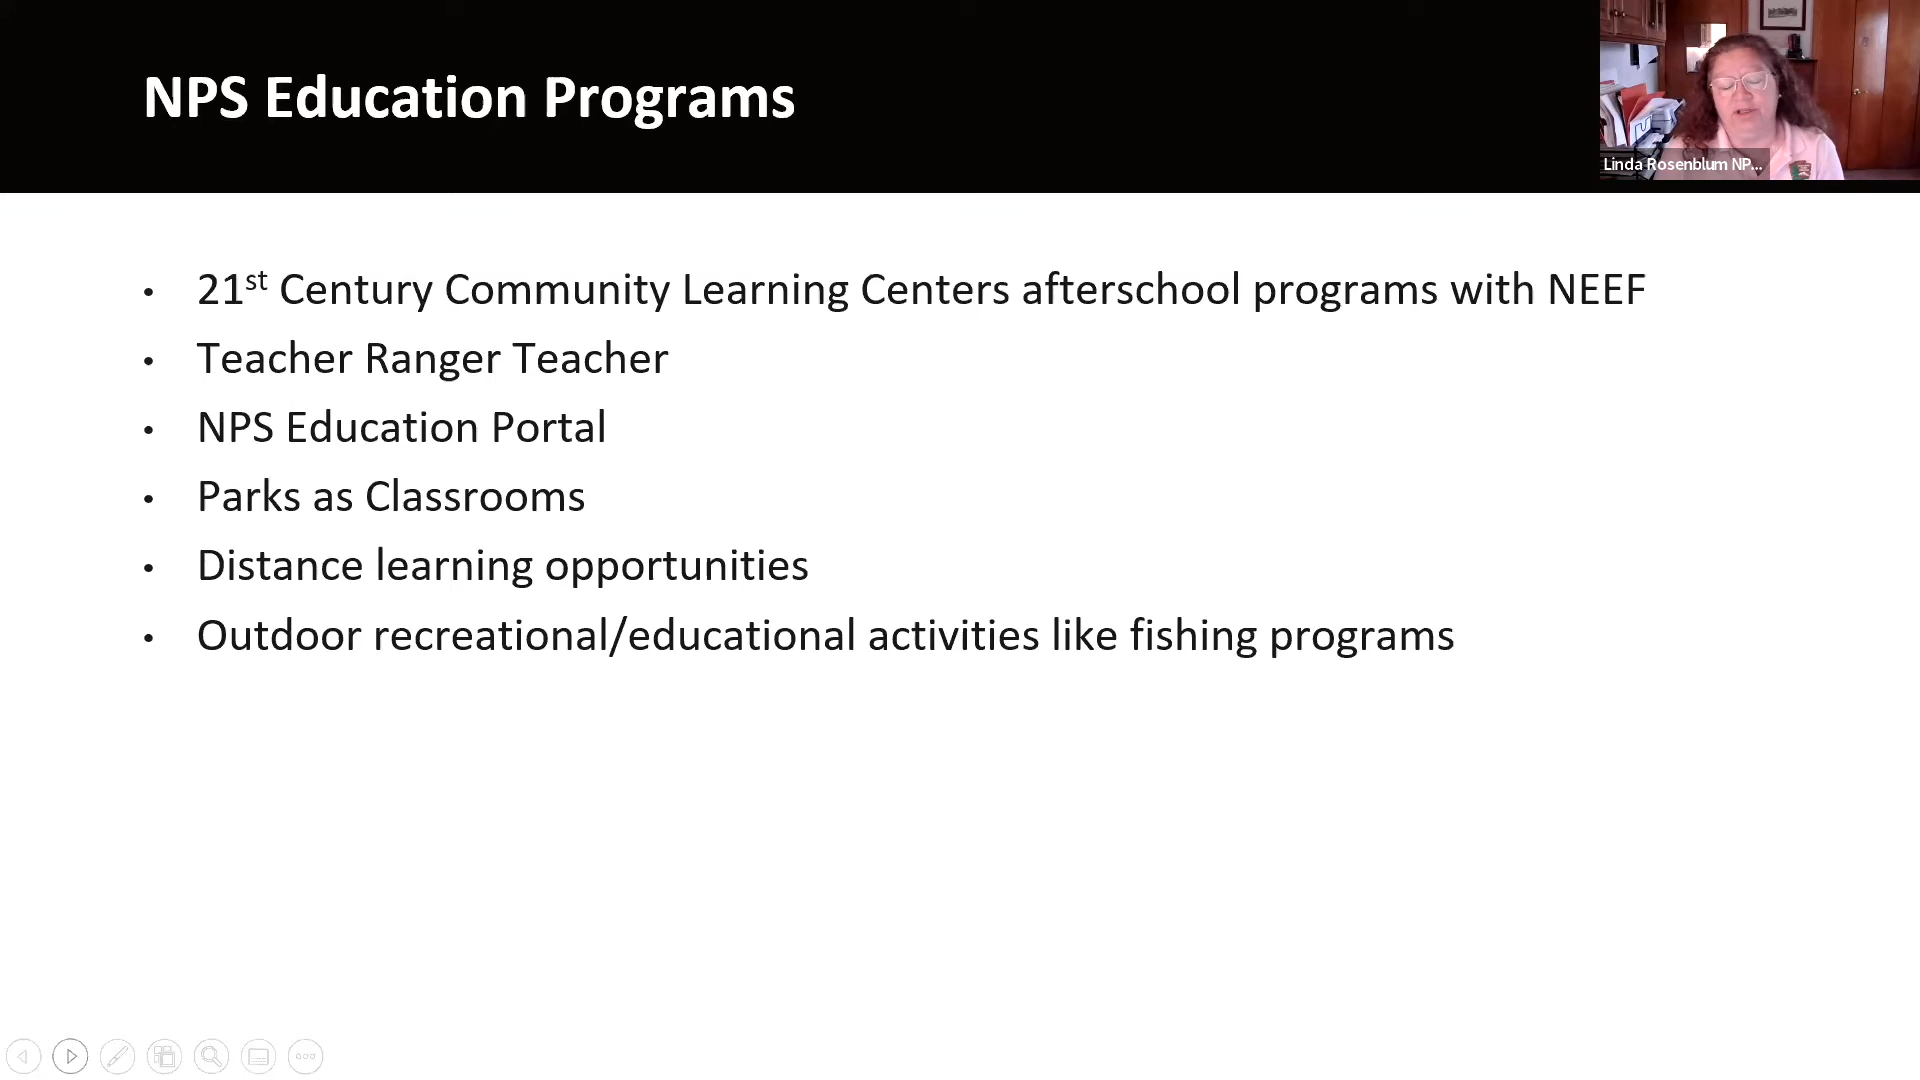 NPS Education Programs
Linda Rosenblum NP...
• 21st Century Community Learning Centers afterschool programs with NEEF
• Teacher Ranger Teacher
• NPS Education Portal
• Parks as Classrooms
• Distance learning opportunities
• Outdoor recreational/educational activities like fishing programs